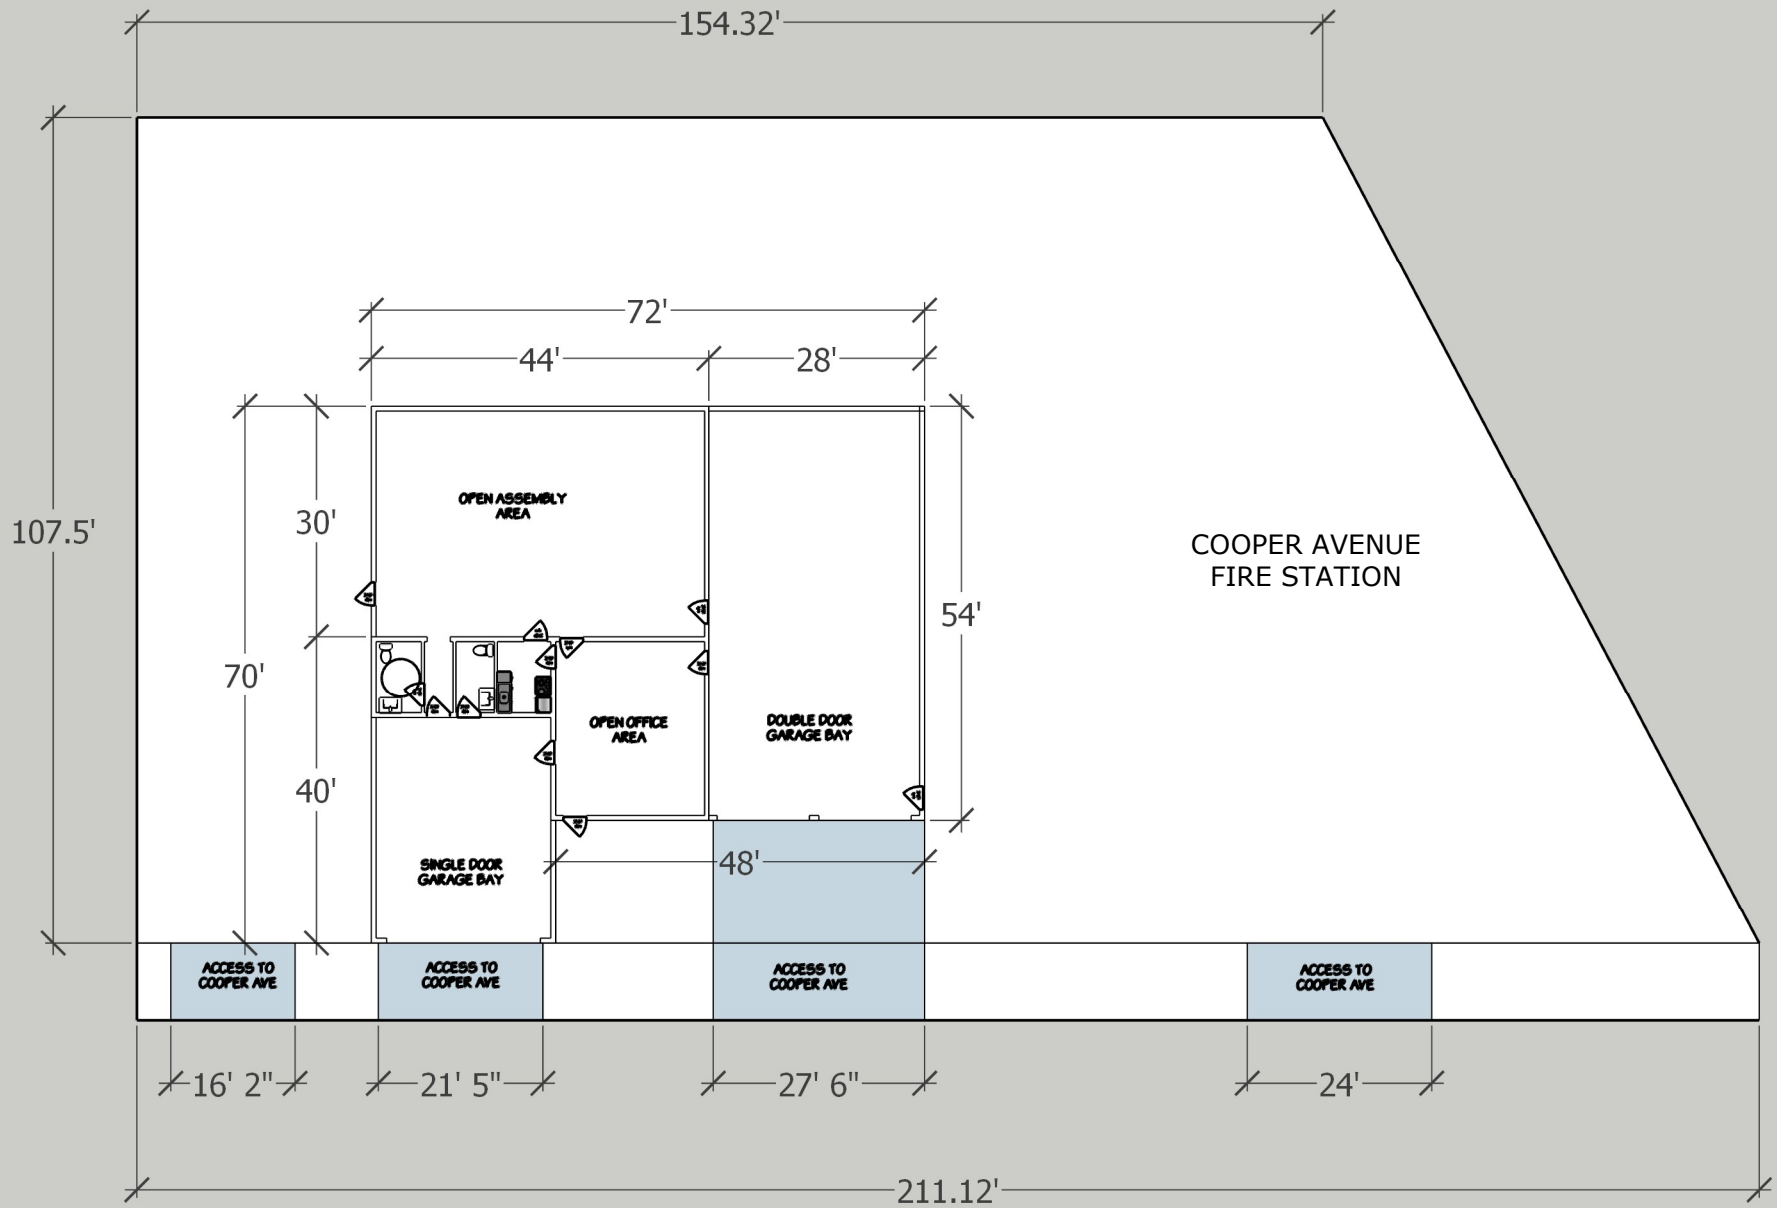 154.32'
72'
44'
28'
OPEN ASSEMBLY
AREA
30'
107.5'
COOPER AVENUE
FIRE STATION
54'
70'
OPEN OFFICE
AREA
DOUBLE DOOR
GARAGE BAY
40'
SINGLE DOOR
GARAGE BAY
48'
ACCESS TO
COOPER AVE
ACCESS TO
COOPER AVE
ACCESS TO
COOPER AVE
ACCESS TO
COOPER AVE
16' 2"
21' 5"
27' 6"
24'
211.12'